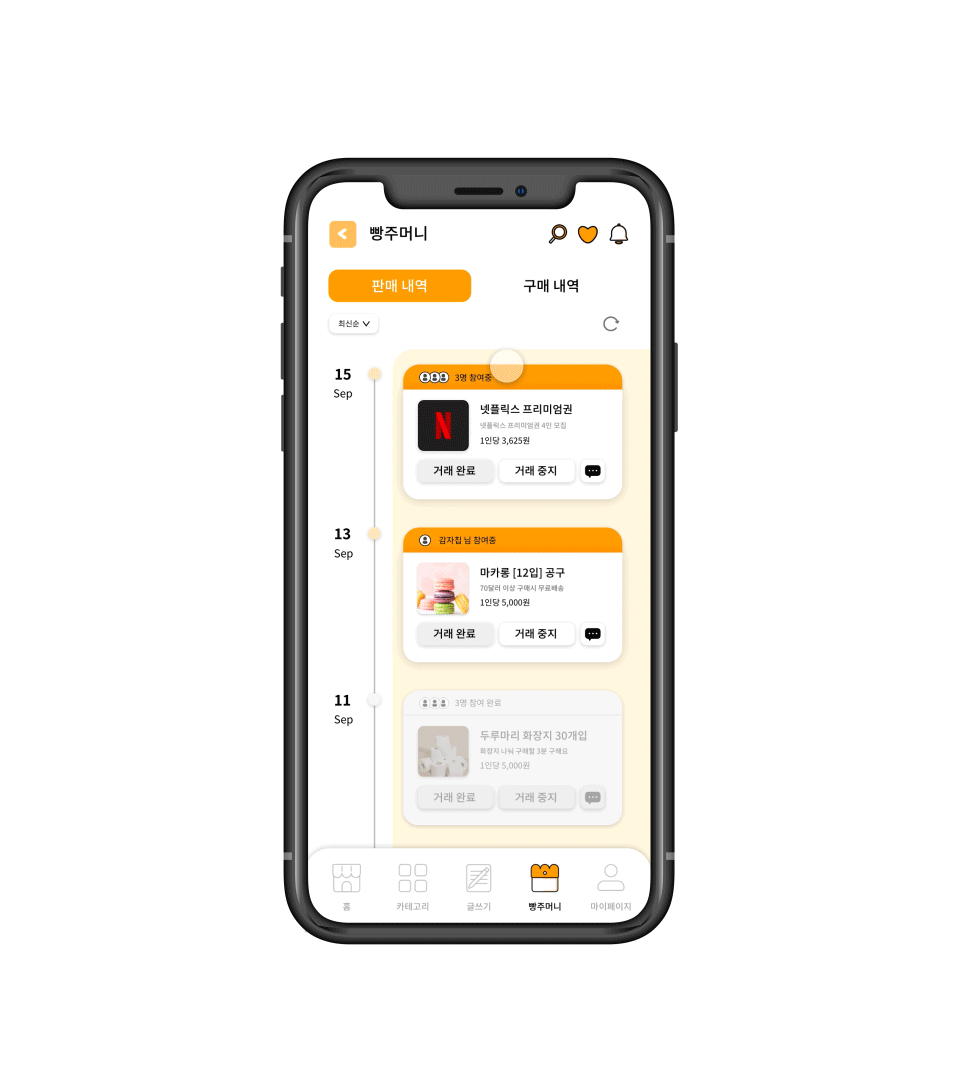 빵주머니
판매 내역
구매 내역
최신순
15
Sep
3명 참여중
N
넷플릭스 프리미엄권
넷플릭스 프리미엄권 4인 모집
1인당 3,625원
거래 완료
거래 중지
13
Sep
감자칩 님 참여중
마카롱 [12입] 공구
70달러 이상 구매시 무료배송
1인당 5,000원
거래 완료
거래 중지
11
Sep
3명 참여 완료
두루마리 화장지 30개입
화장지 나눠 구매할 3분 구해요
1인당 5,000원
거래 완료
거래 중지
홈
카테고리
글쓰기
빵주머니
마이페이지